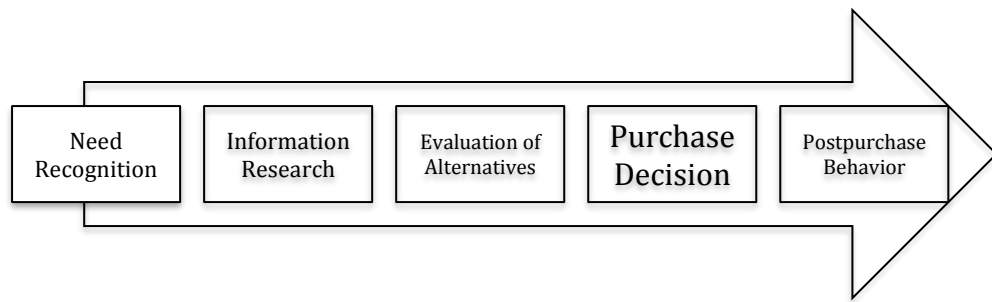 Need
Recognition
Information
Research
Evaluation of
Alternatives
Purchase
Decision
Postpurchase
Behavior